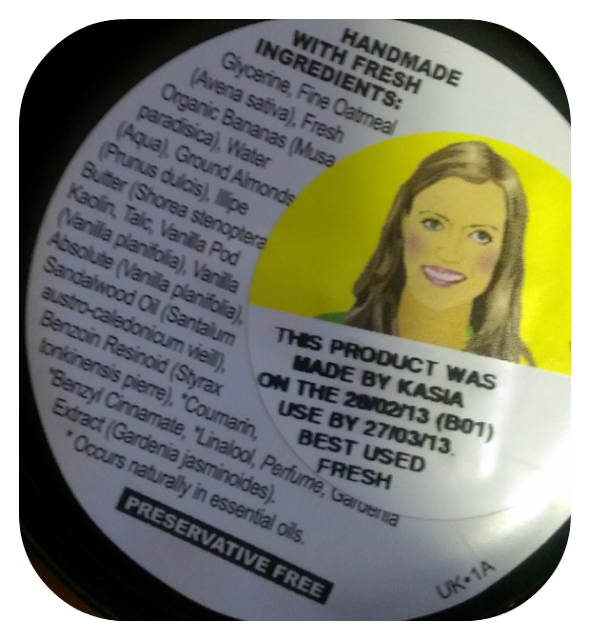 HANDMADE
WITH FRESH
INGREDIENTS:
Glycerine, Fine Oatmeal
(Avena sativa), Fresh
Organic Bananas (Musa
paradisica), Water
(Aqua), Ground Almonds
(Prunus dulcis), Illipe
Butter (Shorea stenoptera
Kaolin, Talc, Vanilla Pod
(Vanilla planifolia), Vanilla
Absolute (Vanilla planifolia),
Sandalwood Oil (Santalum
austro-caledonicum vieill),
Benzoin Resinoid (Styrax
tonkinensis pierre), *Coumarin,
*Benzyl Cinnamate, *Linalool, Perfume, Gardenia
Extract (Gardenia jasminoides).
* Occurs naturally in essential oils.
PRESERVATIVE FREE
THIS PRODUCT WAS
MADE BY KASIA
ON THE 28/02/13 (B01)
USE BY 27/03/13.
BEST USED
FRESH
UK•1A